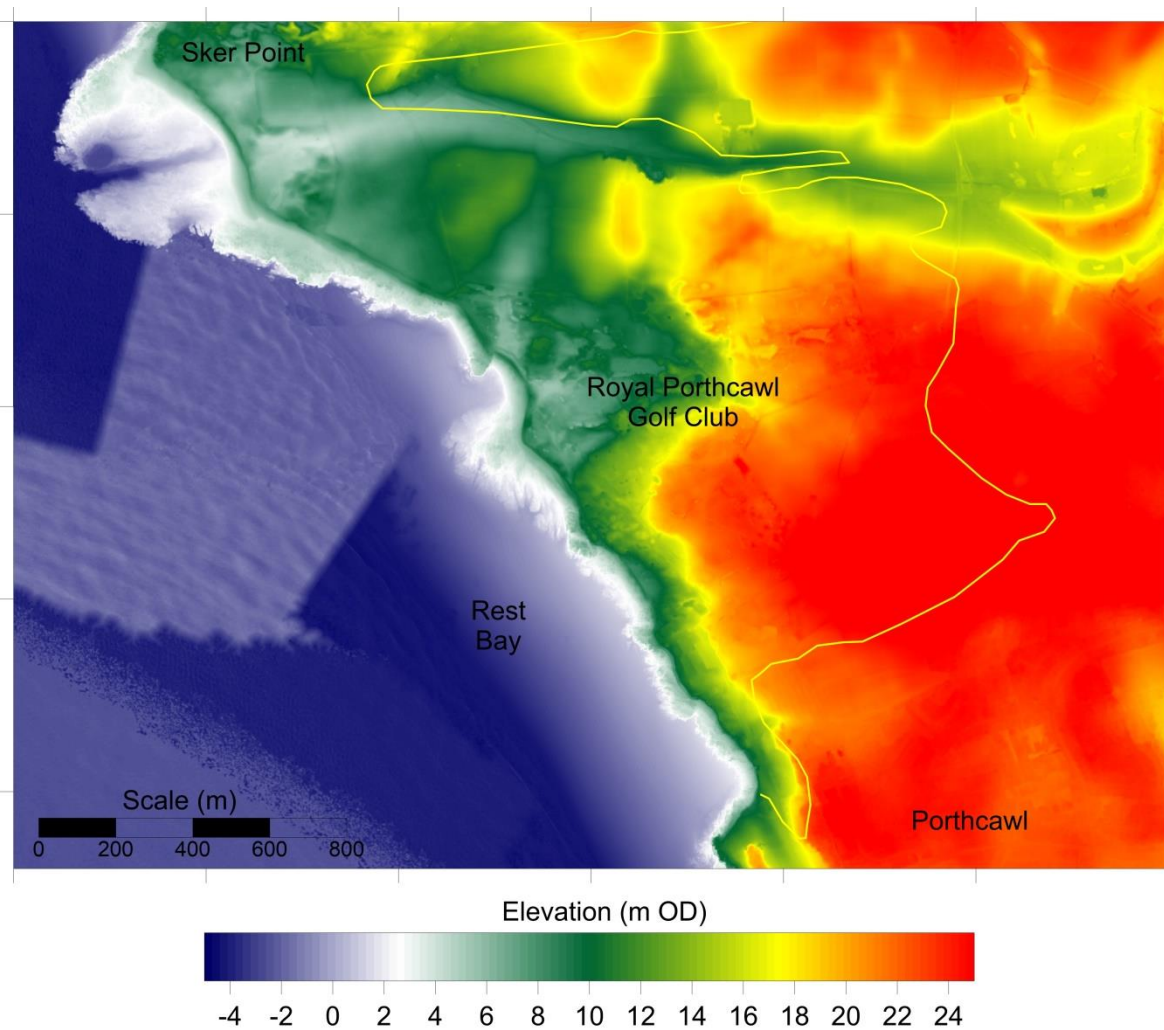 Sker Point
Royal Porthcawl
Golf Club
Rest
Bay
Scale (m)
0 200 400 600 800
Porthcawl
Elevation (m OD)
-4 -2 0 2 4 6 8 10 12 14 16 18 20 22 24